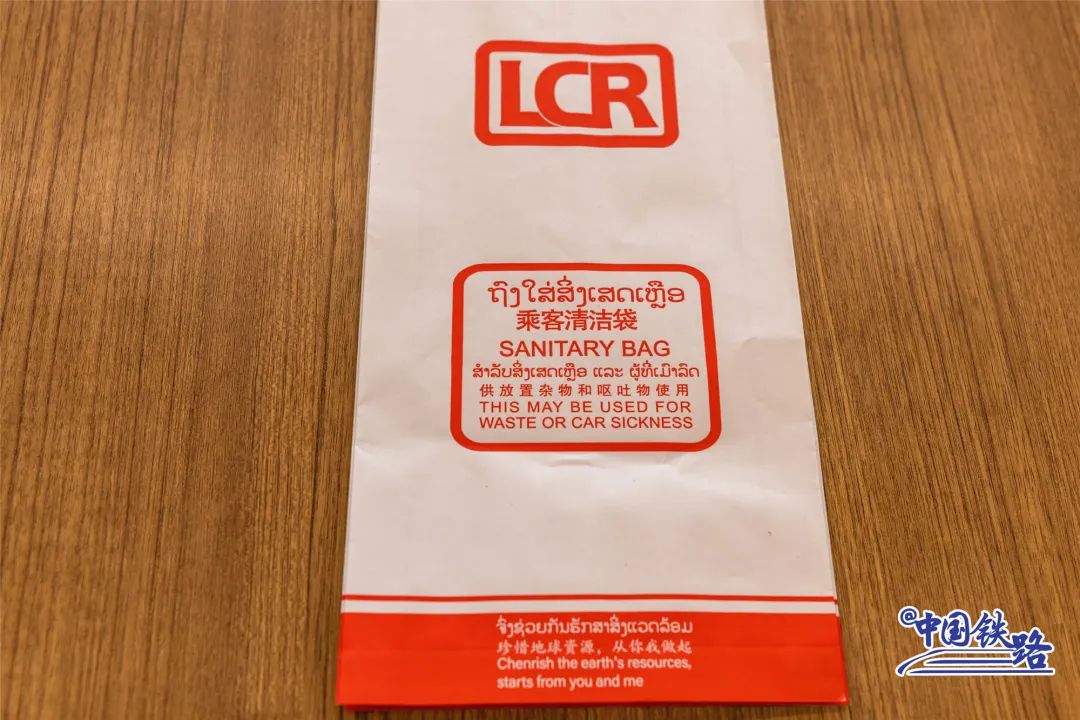 LCR
ຖົງໃສ່ສິ່ງເສດເຫຼືອ
乘客清洁袋
SANITARY BAG
ສຳລັບສິ່ງເສດເຫຼືອ ແລະ ຜູ້ທີ່ເມົາລົດ
供放置杂物和呕吐物使用
THIS MAY BE USED FOR
WASTE OR CAR SICKNESS
ຈົ່ງຊ່ວຍກັນຮັກສາສິ່ງແວດລ້ອມ
珍惜地球资源，从你我做起
Chenrish the earth's resources,
starts from you and me
@中国铁路